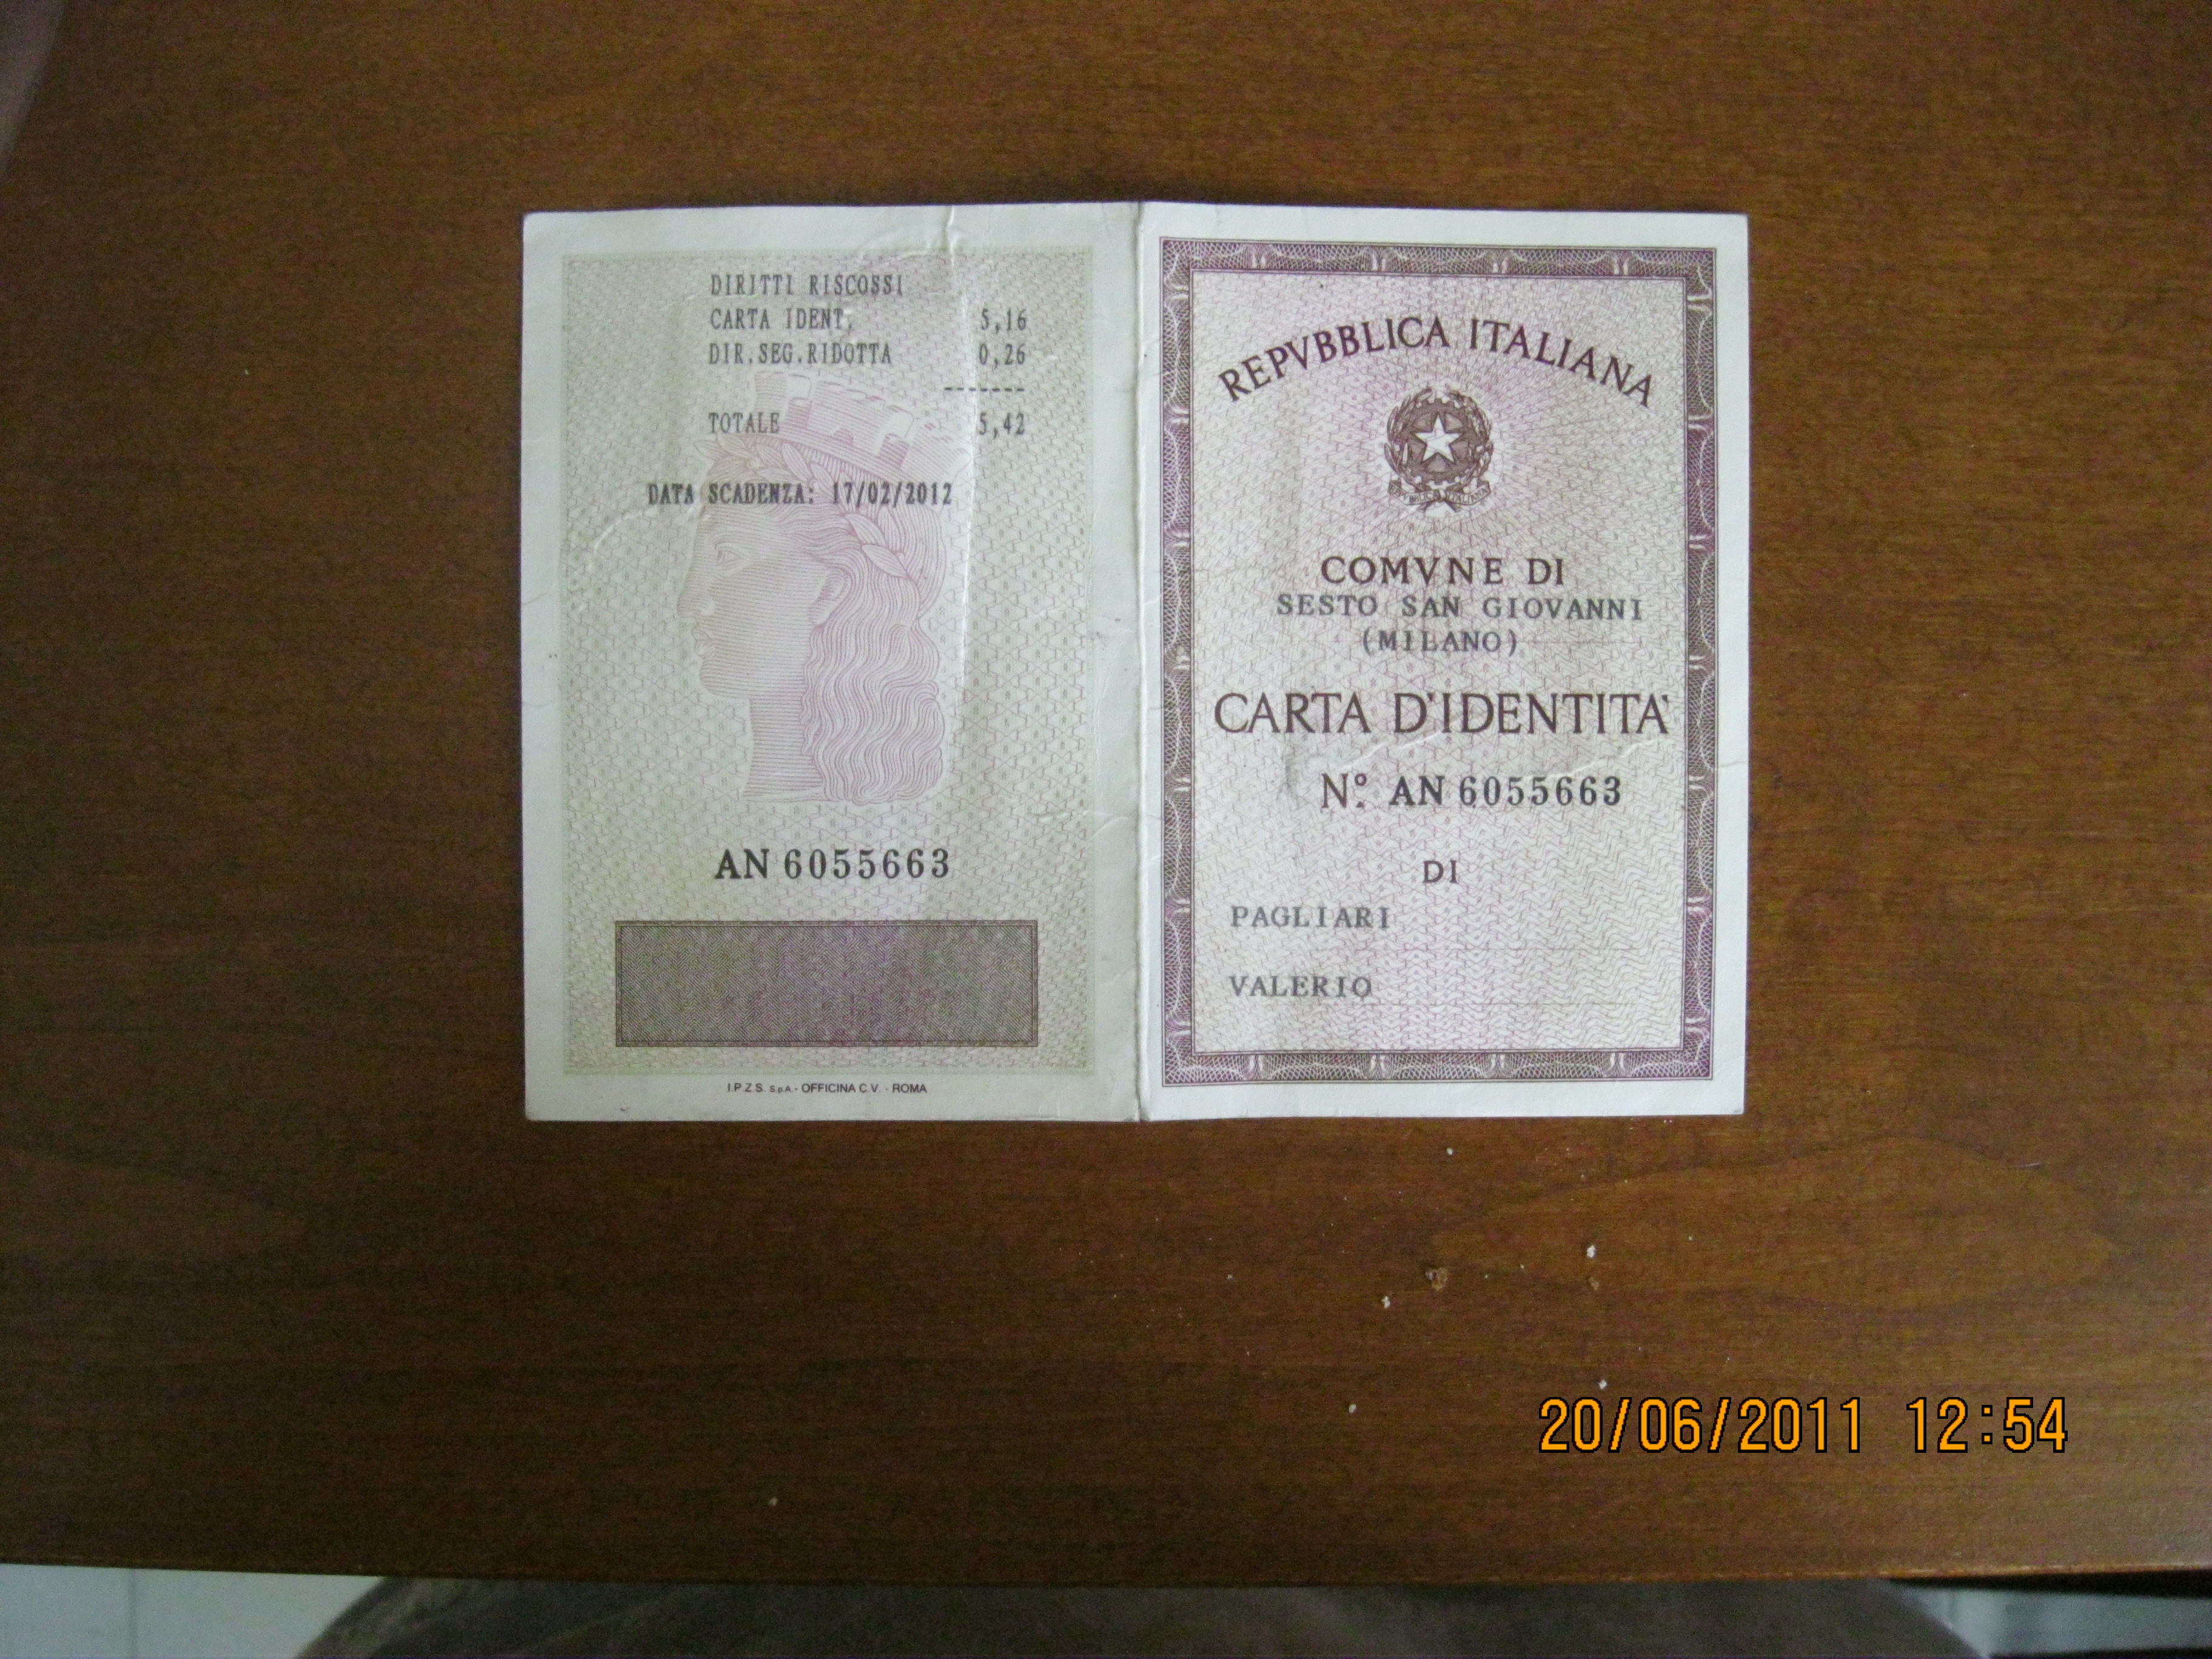 DIRITTI RISCOSSI
CARTA IDENT. 5,16
DIR.SEG.RIDOTTA 0,26
-------
TOTALE 5,42
DATA SCADENZA: 17/02/2012
AN 6055663
I.P.Z.S. S.p.A. - OFFICINA C.V. - ROMA
REPVBBLICA ITALIANA
COMVNE DI
SESTO SAN GIOVANNI
(MILANO)
CARTA D'IDENTITA'
N° AN 6055663
DI
PAGLIARI
VALERIO
20/06/2011 12:54